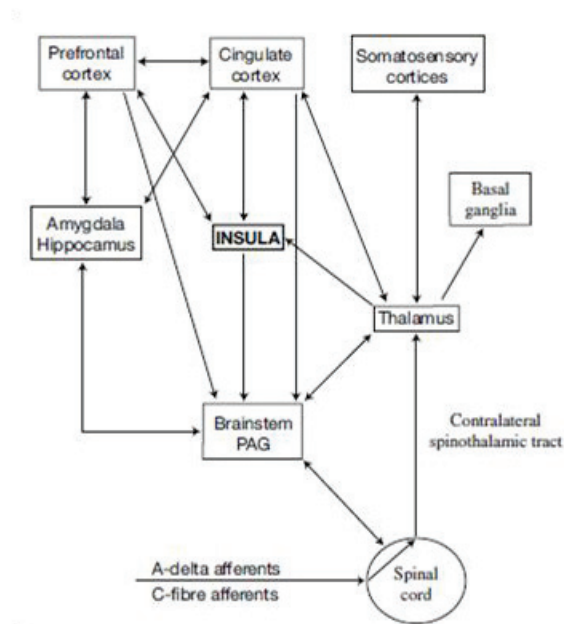 Prefrontal
cortex
Cingulate
cortex
Somatosensory
cortices
Basal
ganglia
Amygdala
Hippocamus
INSULA
Thalamus
Brainstem
PAG
Contralateral
spinothalamic tract
A-delta afferents
C-fibre afferents
Spinal
cord